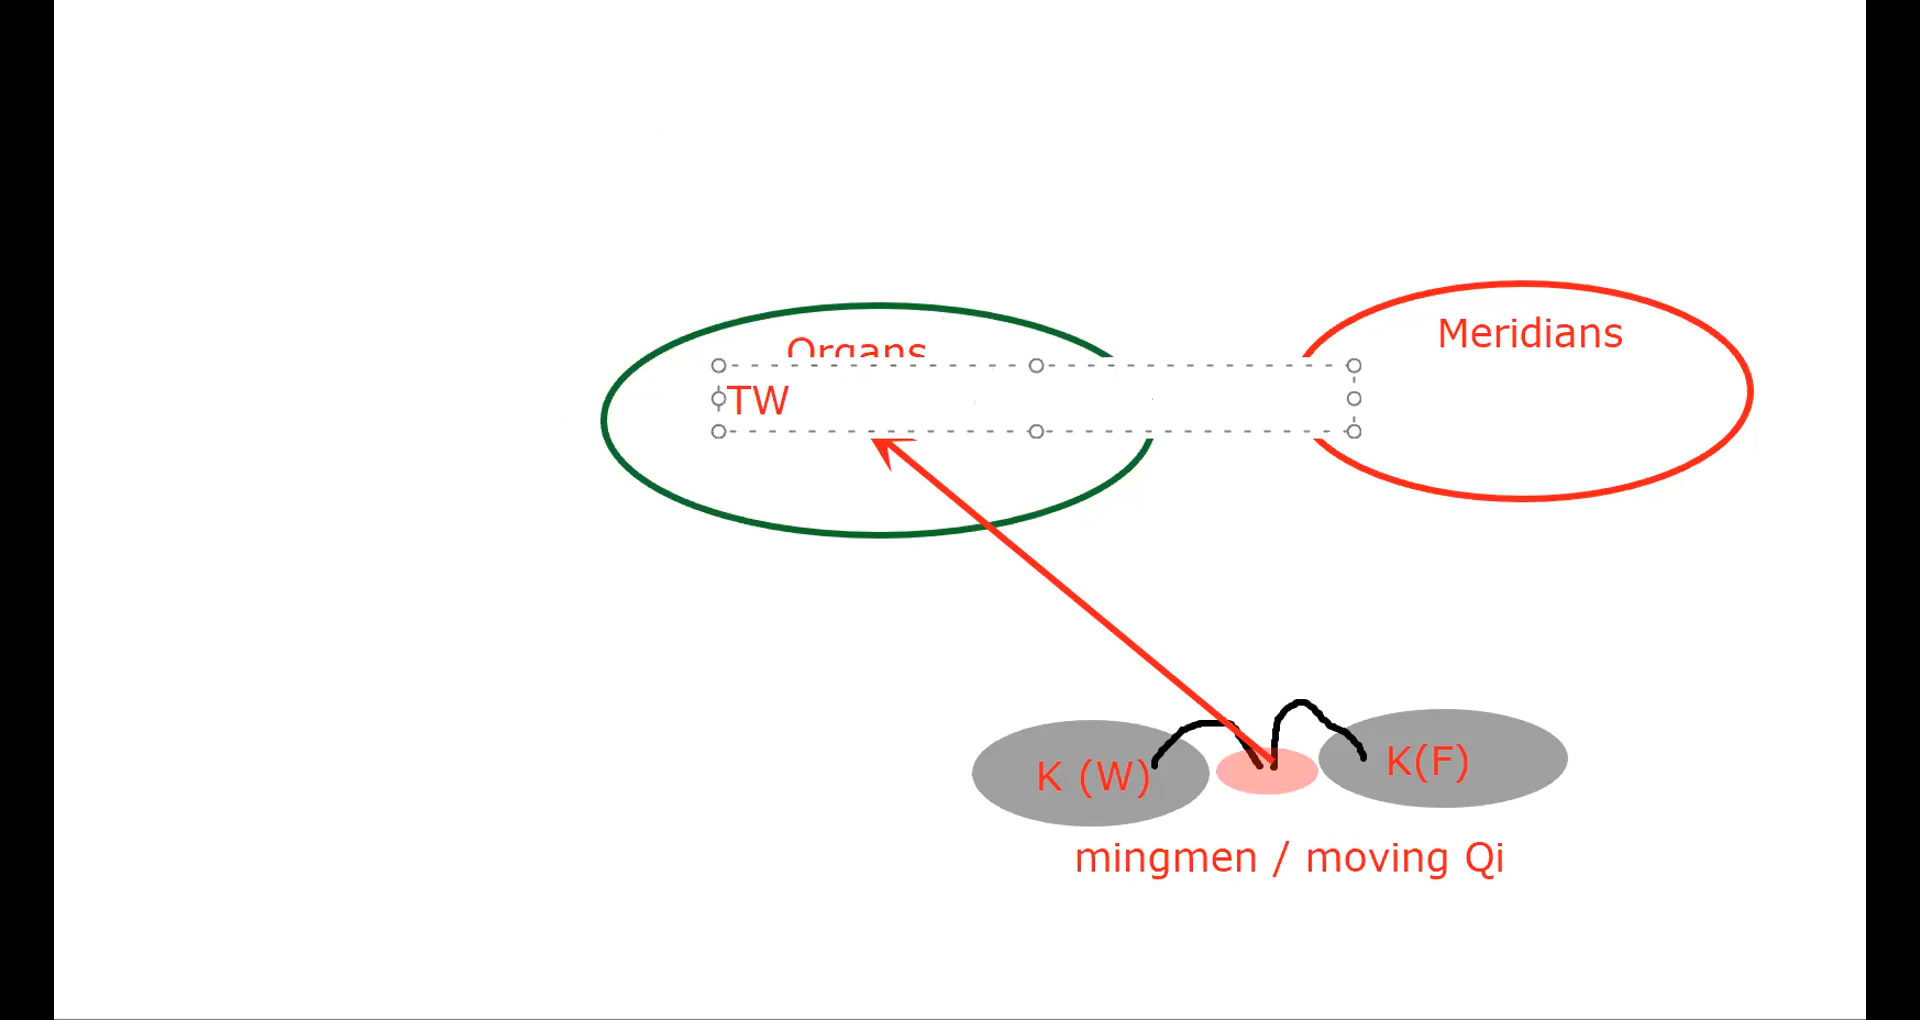 Meridians
Organs
TW
K (W)
K(F)
mingmen / moving Qi